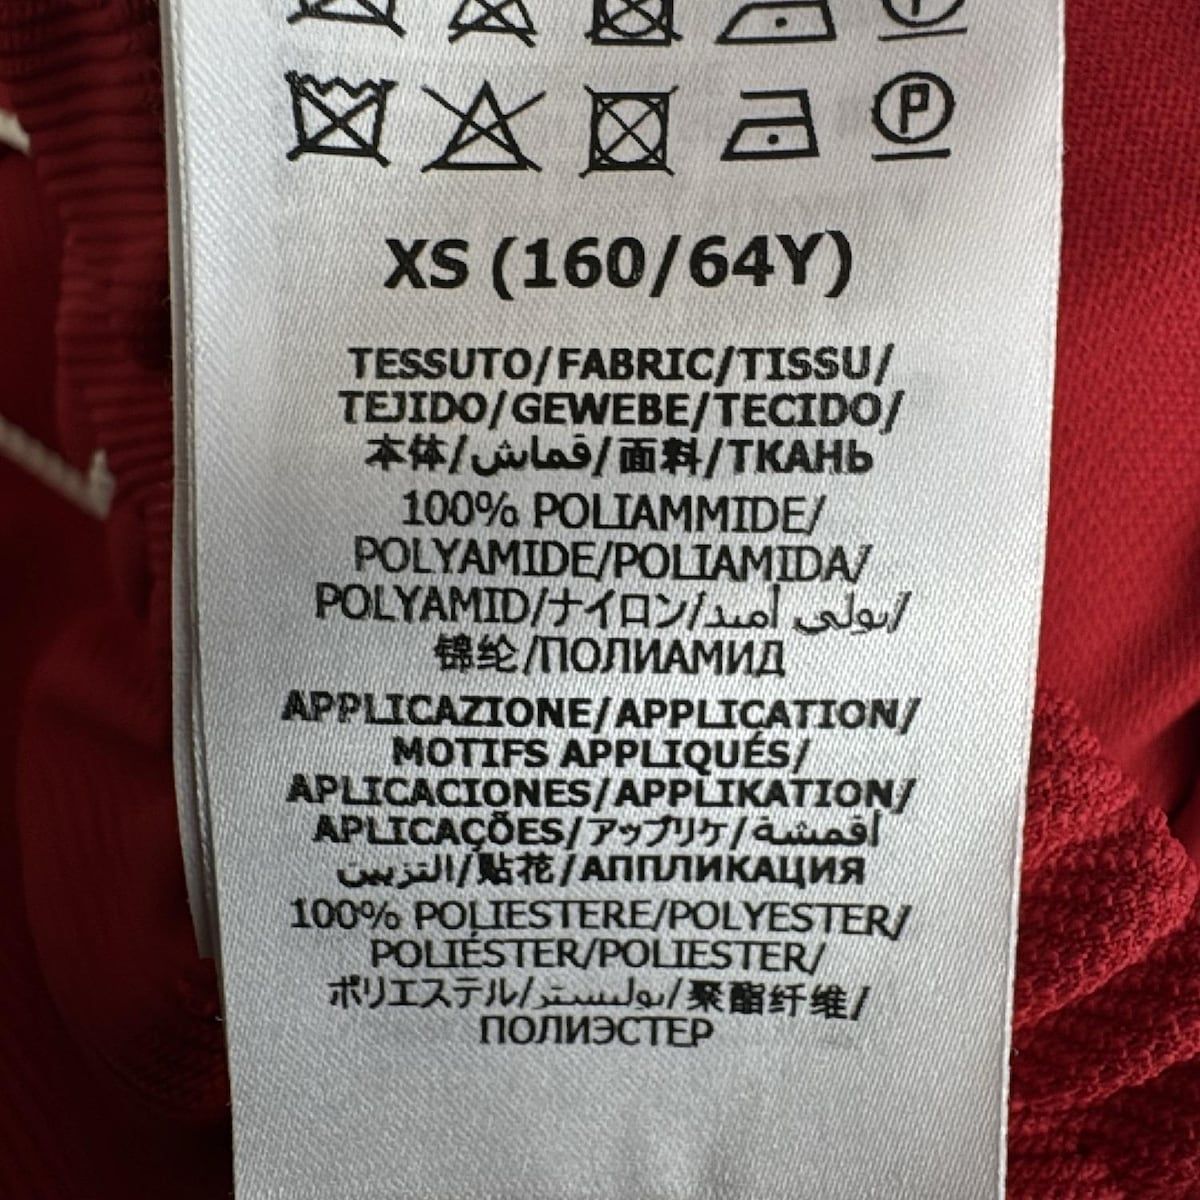 P
XS (160/64Y)
TESSUTO/FABRIC/TISSU/
TEJIDO/GEWEBE/TECIDO/
本体/قماش/面料/ТКАНЬ
100% POLIAMMIDE/
POLYAMIDE/POLIAMIDA/
POLYAMID/ナイロン/بولي أميد/
锦纶/ПОЛИАМИД
APPLICAZIONE/APPLICATION/
MOTIFS APPLIQUÉS/
APLICACIONES/APPLIKATION/
APLICAÇÕES/アップリケ/أقمشة
التزيين/贴花/АППЛИКАЦИЯ
100% POLIESTERE/POLYESTER/
POLIÉSTER/POLIESTER/
ポリエステル/بوليستر/聚酯纤维/
ПОЛИЭСТЕР